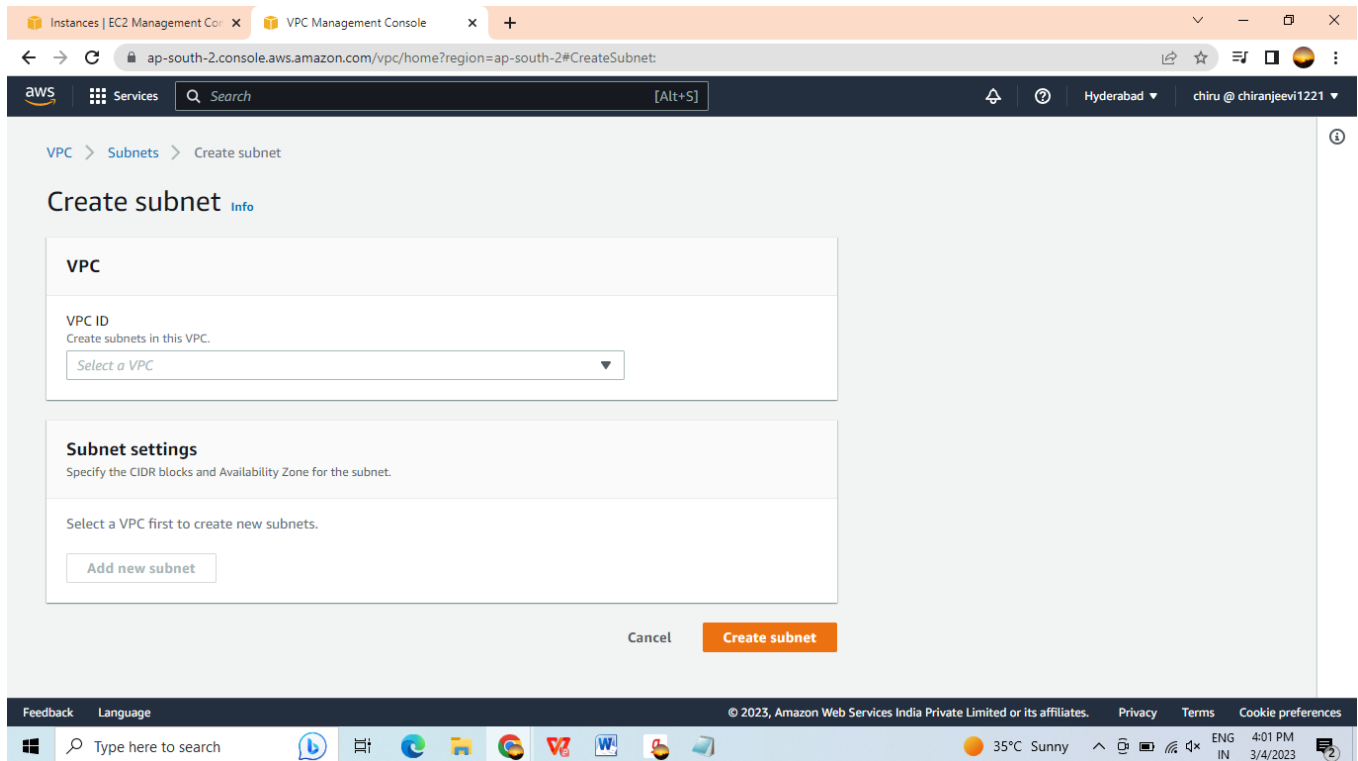 Instances | EC2 Management Cor
VPC Management Console
ap-south-2.console.aws.amazon.com/vpc/home?region=ap-south-2#CreateSubnet:
aws Services Search [Alt+S] Hyderabad chiru @ chiranjeevi1221
VPC > Subnets > Create subnet
Create subnet Info
VPC
VPC ID
Create subnets in this VPC.
Select a VPC
Subnet settings
Specify the CIDR blocks and Availability Zone for the subnet.
Select a VPC first to create new subnets.
Add new subnet
Cancel Create subnet
Feedback Language © 2023, Amazon Web Services India Private Limited or its affiliates. Privacy Terms Cookie preferences
Type here to search 35°C Sunny ENG 4:01 PM
IN 3/4/2023 2